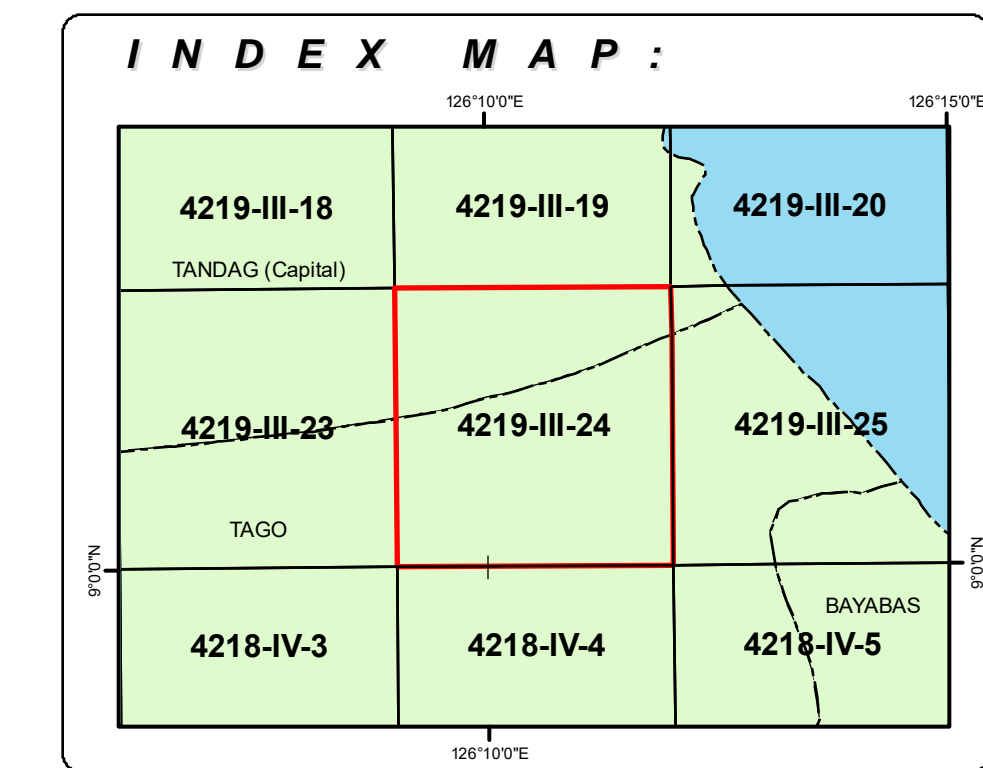 INDEX MAP:
126°10'0"E
126°15'0"E
4219-III-18
4219-III-19
4219-III-20
TANDAG (Capital)
4219-III-23
4219-III-24
4219-III-25
TAGO
9°0'0"N
9°0'0"N
BAYABAS
4218-IV-3
4218-IV-4
4218-IV-5
126°10'0"E